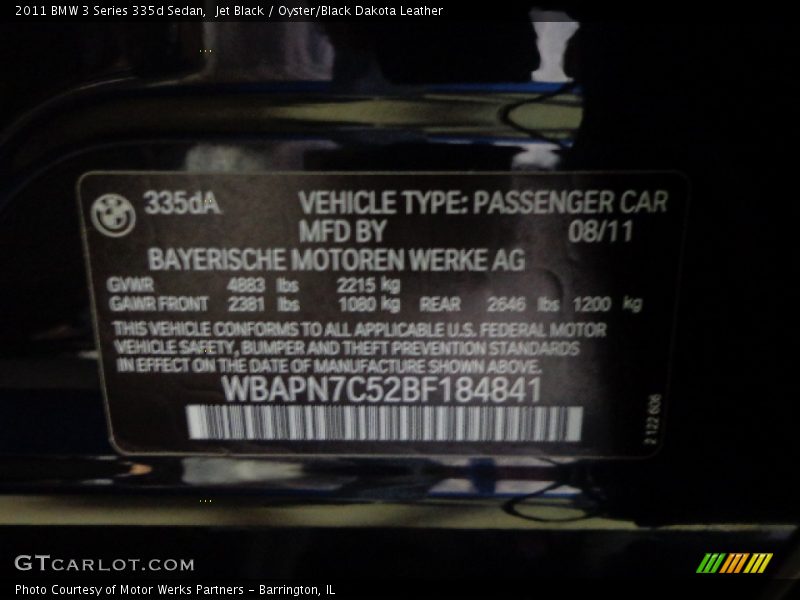 2011 BMW 3 Series 335d Sedan,  Jet Black / Oyster/Black Dakota Leather
335dA VEHICLE TYPE: PASSENGER CAR
MFD BY 08/11
BAYERISCHE MOTOREN WERKE AG
GVWR 4883 lbs 2215 kg
GAWR FRONT 2381 lbs 1080 kg REAR 2646 lbs 1200 kg
THIS VEHICLE CONFORMS TO ALL APPLICABLE U.S. FEDERAL MOTOR
VEHICLE SAFETY, BUMPER AND THEFT PREVENTION STANDARDS
IN EFFECT ON THE DATE OF MANUFACTURE SHOWN ABOVE.
WBAPN7C52BF184841
2 122 606
GTCARLOT.COM
Photo Courtesy of Motor Werks Partners - Barrington, IL